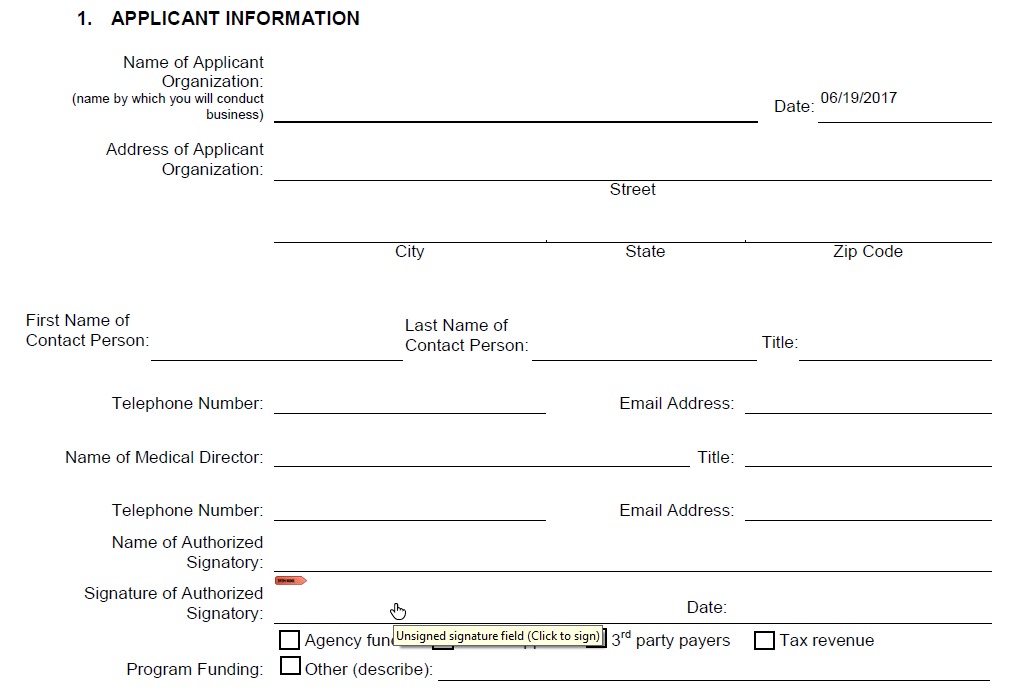 1. APPLICANT INFORMATION
Name of Applicant
Organization:
(name by which you will conduct
business)
Date: 06/19/2017
Address of Applicant
Organization:
Street
City State Zip Code
First Name of
Contact Person:
Last Name of
Contact Person:
Title:
Telephone Number: Email Address:
Name of Medical Director: Title:
Telephone Number: Email Address:
Name of Authorized
Signatory:
Signature of Authorized
Signatory:
Date:
Unsigned signature field (Click to sign)
Agency 3rd party payers Tax revenue
Program Funding: Other (describe):